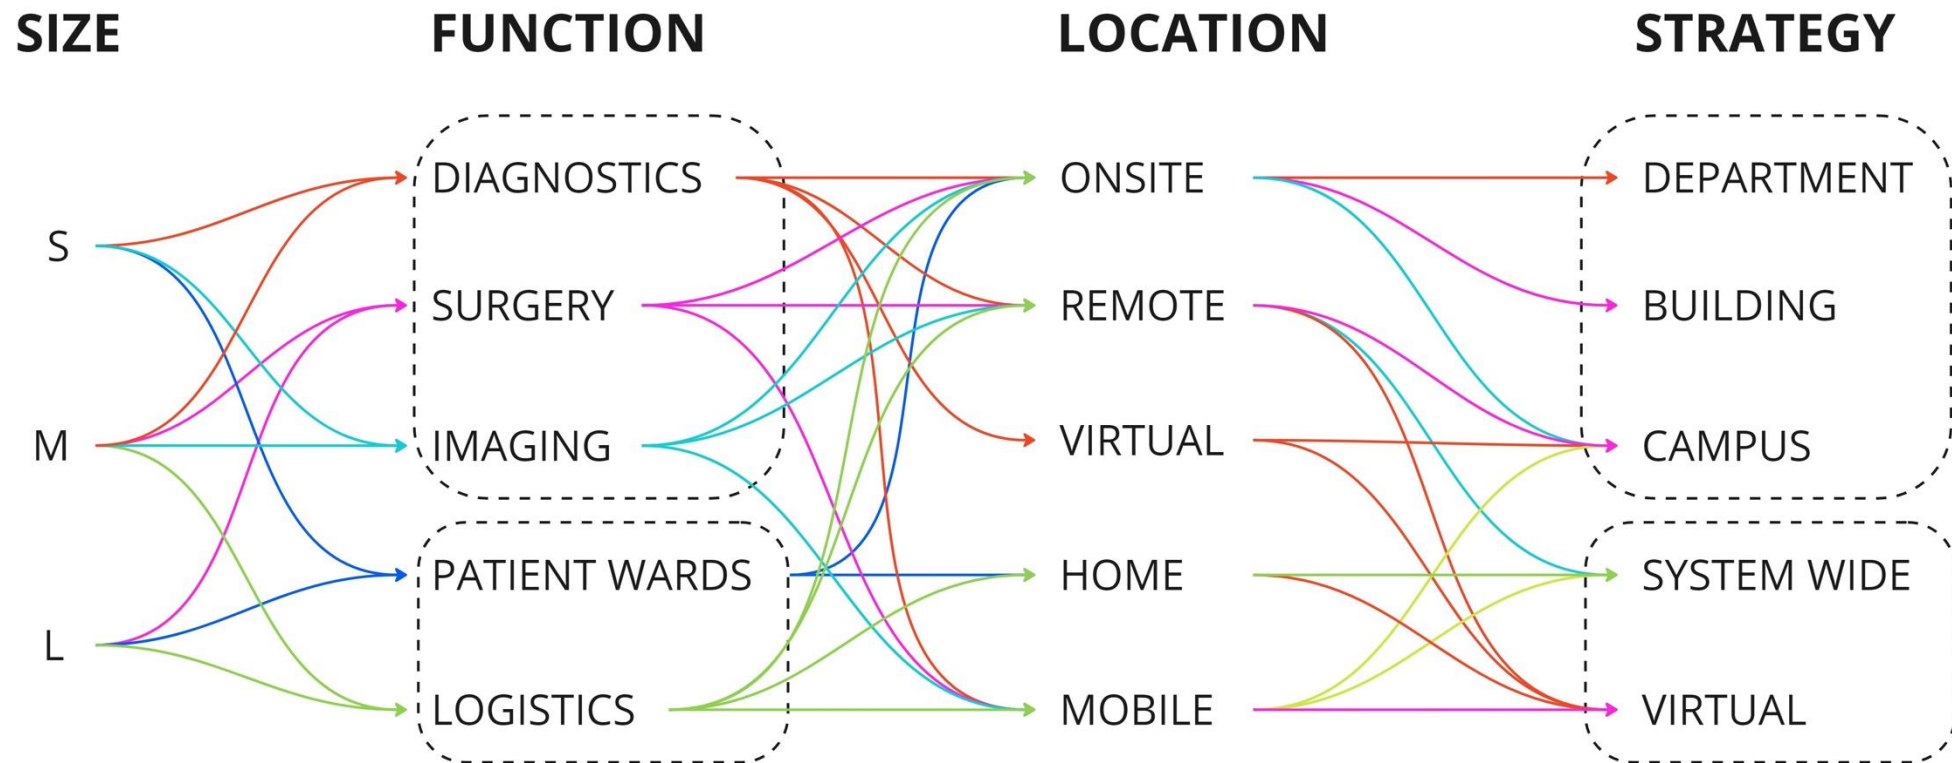 SIZE FUNCTION LOCATION STRATEGY
DIAGNOSTICS ONSITE DEPARTMENT
S
SURGERY REMOTE BUILDING
M IMAGING VIRTUAL CAMPUS
PATIENT WARDS HOME SYSTEM WIDE
L
LOGISTICS MOBILE VIRTUAL